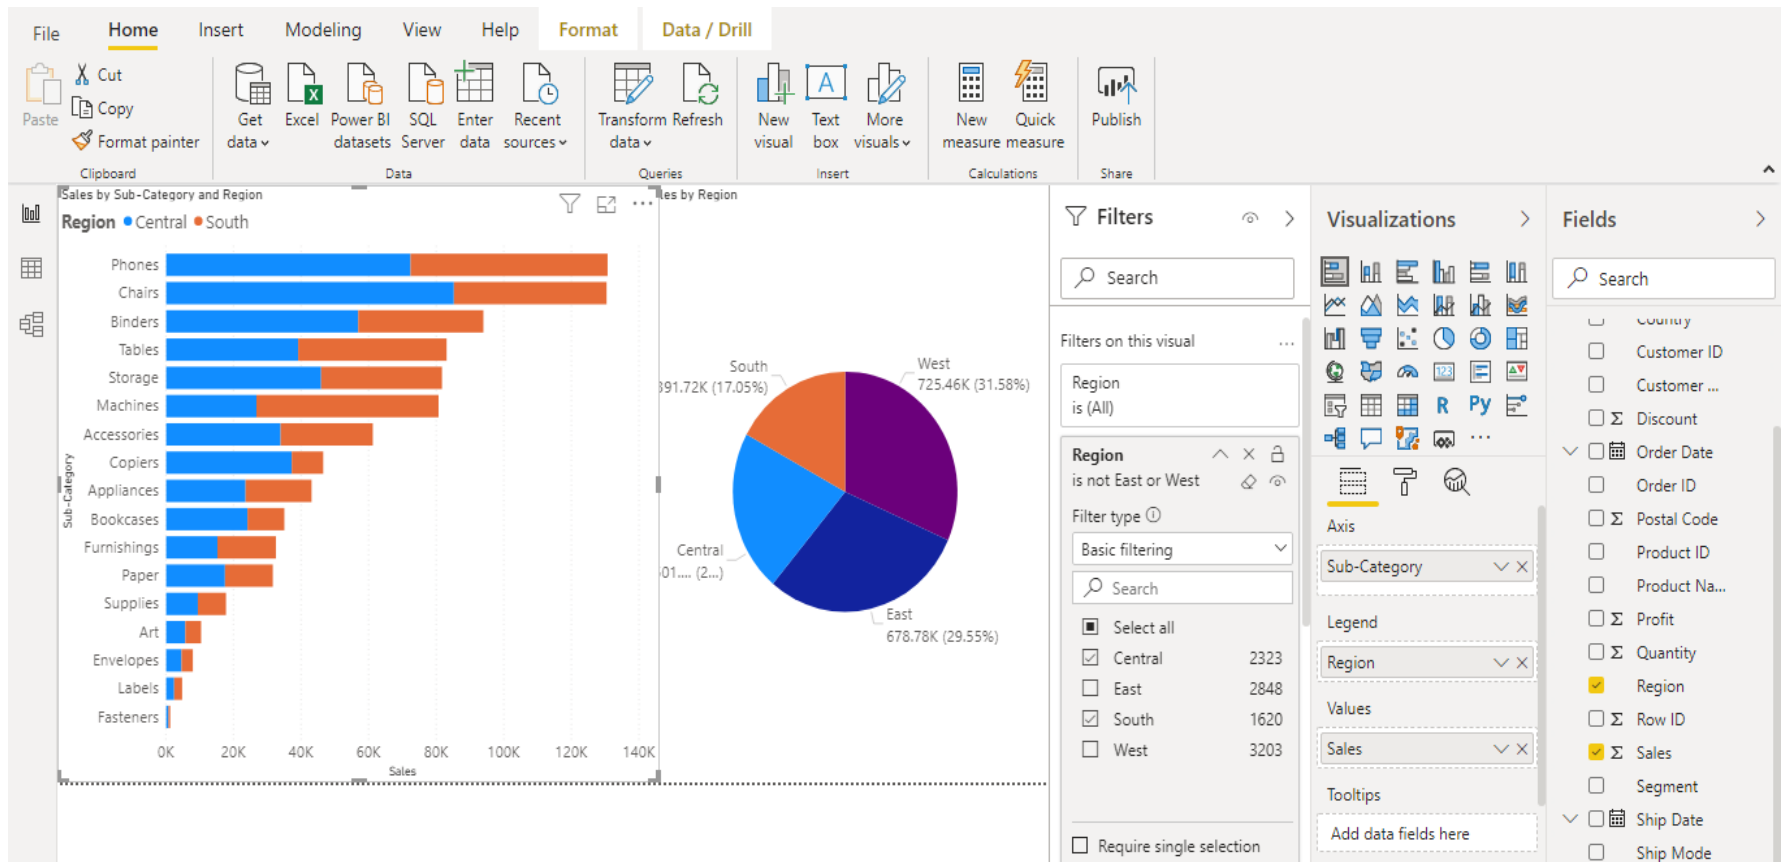 File Home Insert Modeling View Help Format Data / Drill
Paste
Cut
Copy
Format painter
Clipboard
Get data
Excel
Power BI datasets
SQL Server
Enter data
Recent sources
Data
Transform data
Refresh
Queries
New visual
A
Text box
More visuals
Insert
New measure
Quick measure
Calculations
Publish
Share
Sales by Sub-Category and Region
Region Central South
Sub-Category
Phones
Chairs
Binders
Tables
Storage
Machines
Accessories
Copiers
Appliances
Bookcases
Furnishings
Paper
Supplies
Art
Envelopes
Labels
Fasteners
0K 20K 40K 60K 80K 100K 120K 140K
Sales
les by Region
South
391.72K (17.05%)
West
725.46K (31.58%)
Central
01.... (2...)
East
678.78K (29.55%)
Filters
Search
Filters on this visual ...
Region
is (All)
Region
is not East or West
Filter type
Basic filtering
Search
Select all
Central 2323
East 2848
South 1620
West 3203
Require single selection
Visualizations
123
R Py
...
Axis
Sub-Category
Legend
Region
Values
Sales
Tooltips
Add data fields here
Fields
Search
Country
Customer ID
Customer ...
Σ Discount
Order Date
Order ID
Σ Postal Code
Product ID
Product Na...
Σ Profit
Σ Quantity
Region
Σ Row ID
Σ Sales
Segment
Ship Date
Ship Mode